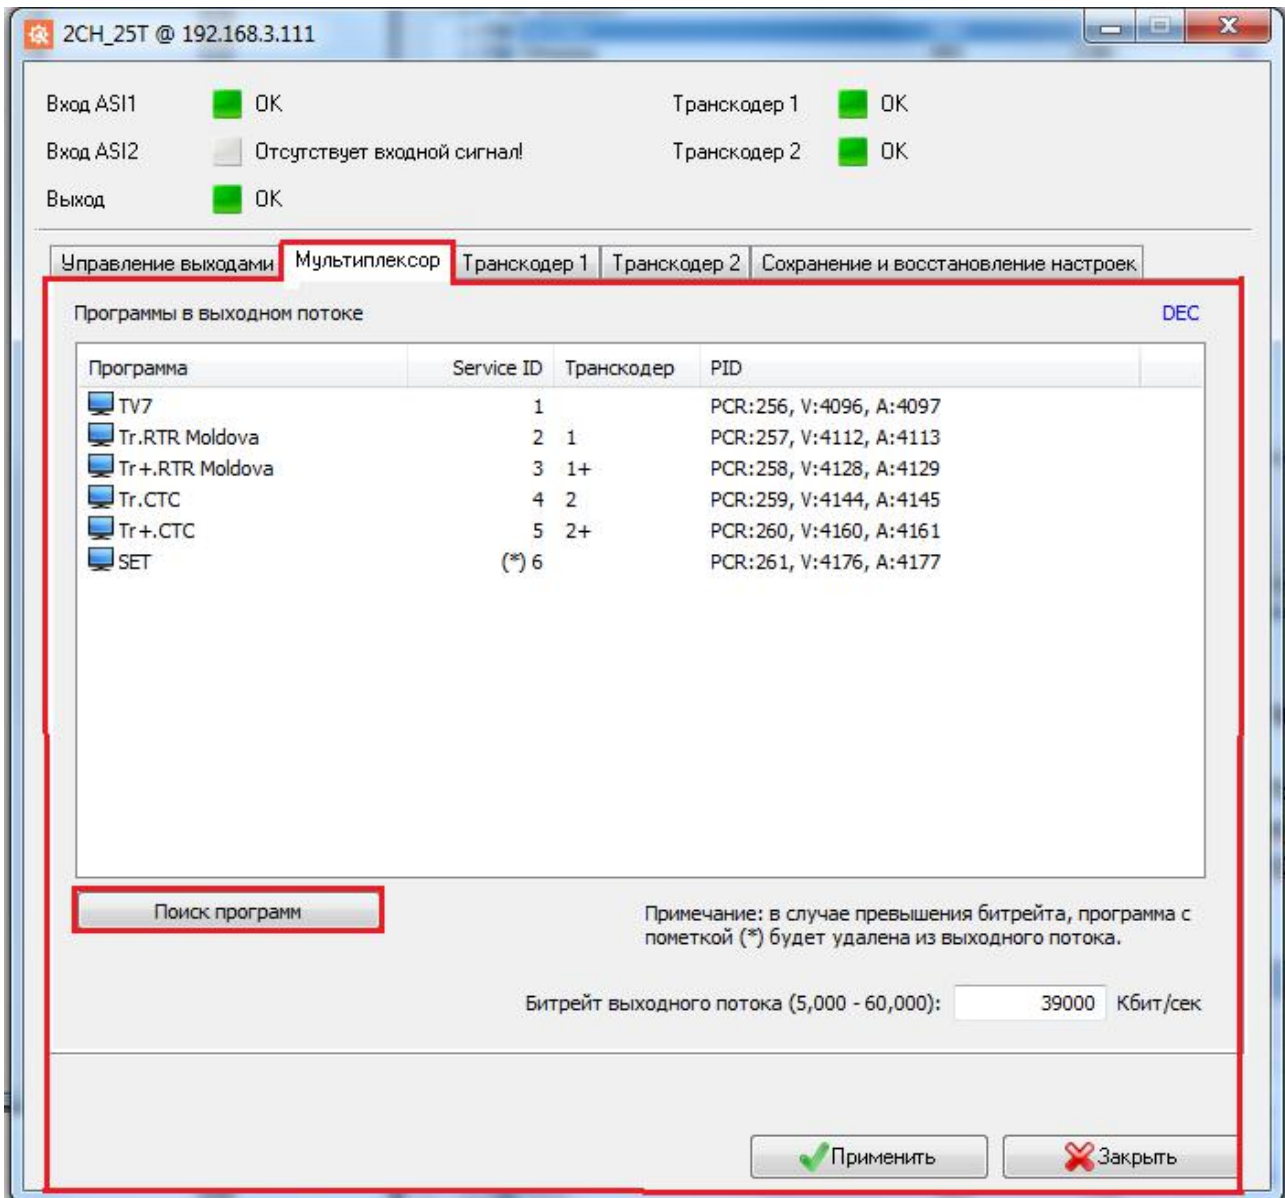 2CH_25T @ 192.168.3.111
Вход ASI1 OK Транскодер 1 OK
Вход ASI2 Отсутствует входной сигнал! Транскодер 2 OK
Выход OK
Управление выходами Мультиплексор Транскодер 1 Транскодер 2 Сохранение и восстановление настроек
Программы в выходном потоке DEC
Программа Service ID Транскодер PID
TV7 1 PCR:256, V:4096, A:4097
Tr.RTR Moldova 2 1 PCR:257, V:4112, A:4113
Tr+.RTR Moldova 3 1+ PCR:258, V:4128, A:4129
Tr.CTC 4 2 PCR:259, V:4144, A:4145
Tr+.CTC 5 2+ PCR:260, V:4160, A:4161
SET (*) 6 PCR:261, V:4176, A:4177
Поиск программ
Примечание: в случае превышения битрейта, программа с
пометкой (*) будет удалена из выходного потока.
Битрейт выходного потока (5,000 - 60,000): 39000 Кбит/сек
Применить Закрыть